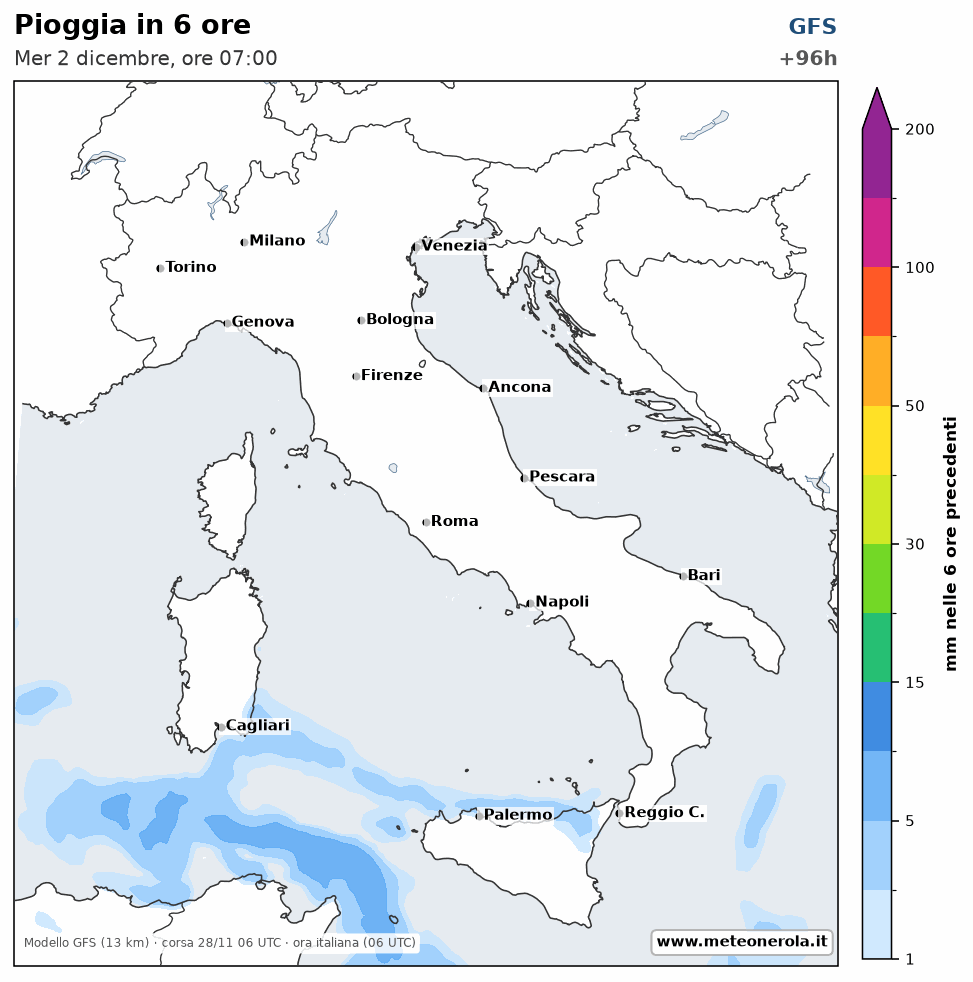 Pioggia in 6 ore
GFS
Mer 2 dicembre, ore 07:00
+96h
200
Milano
Venezia
Torino
100
Genova
Bologna
Firenze
Ancona
50
Pescara
Roma
30
Bari
Napoli
mm nelle 6 ore precedenti
15
Cagliari
Palermo
Reggio C.
5
Modello GFS (13 km) · corsa 28/11 06 UTC · ora italiana (06 UTC)
www.meteonerola.it
1